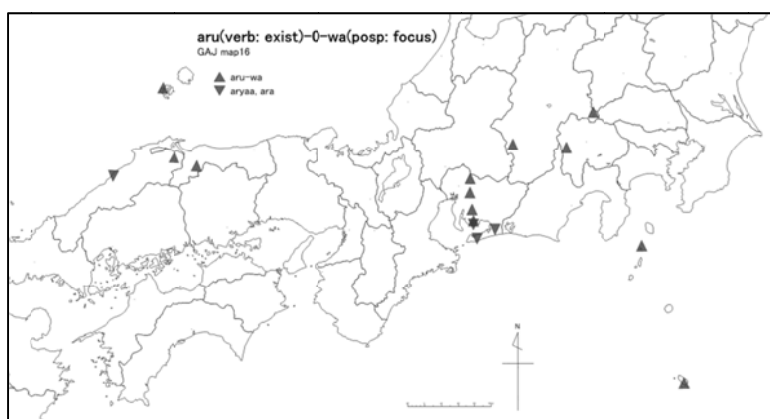 aru(verb: exist)-0-wa(posp: focus)
GAJ map16
▲ aru-wa
▼ aryaa, ara
N